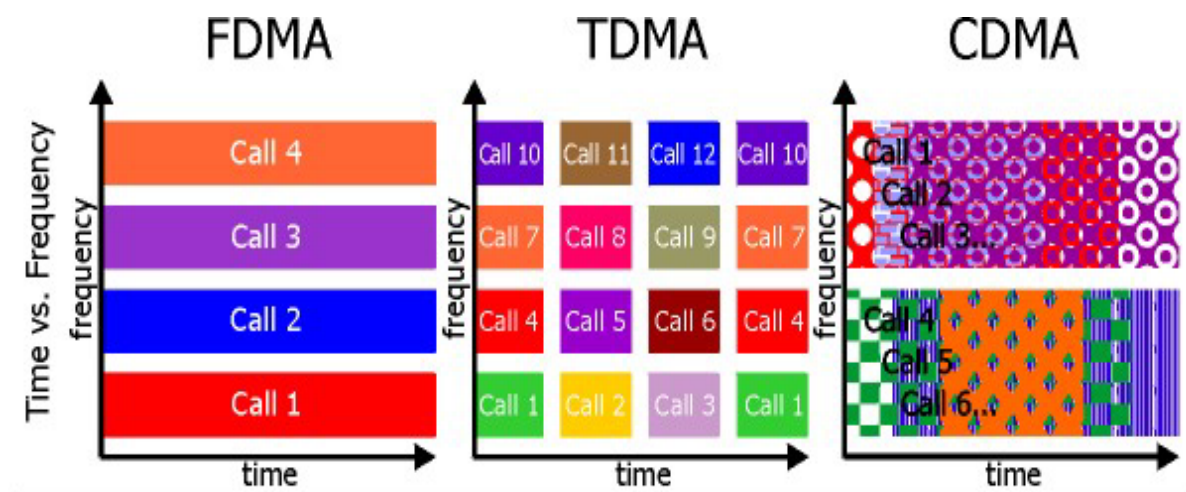 FDMA
TDMA
CDMA
Time vs. Frequency
frequency
Call 4
Call 3
Call 2
Call 1
time
frequency
Call 10 Call 11 Call 12 Call 10
Call 7 Call 8 Call 9 Call 7
Call 4 Call 5 Call 6 Call 4
Call 1 Call 2 Call 3 Call 1
time
frequency
Call 1
Call 2
Call 3...
Call 4
Call 5
Call 6...
time